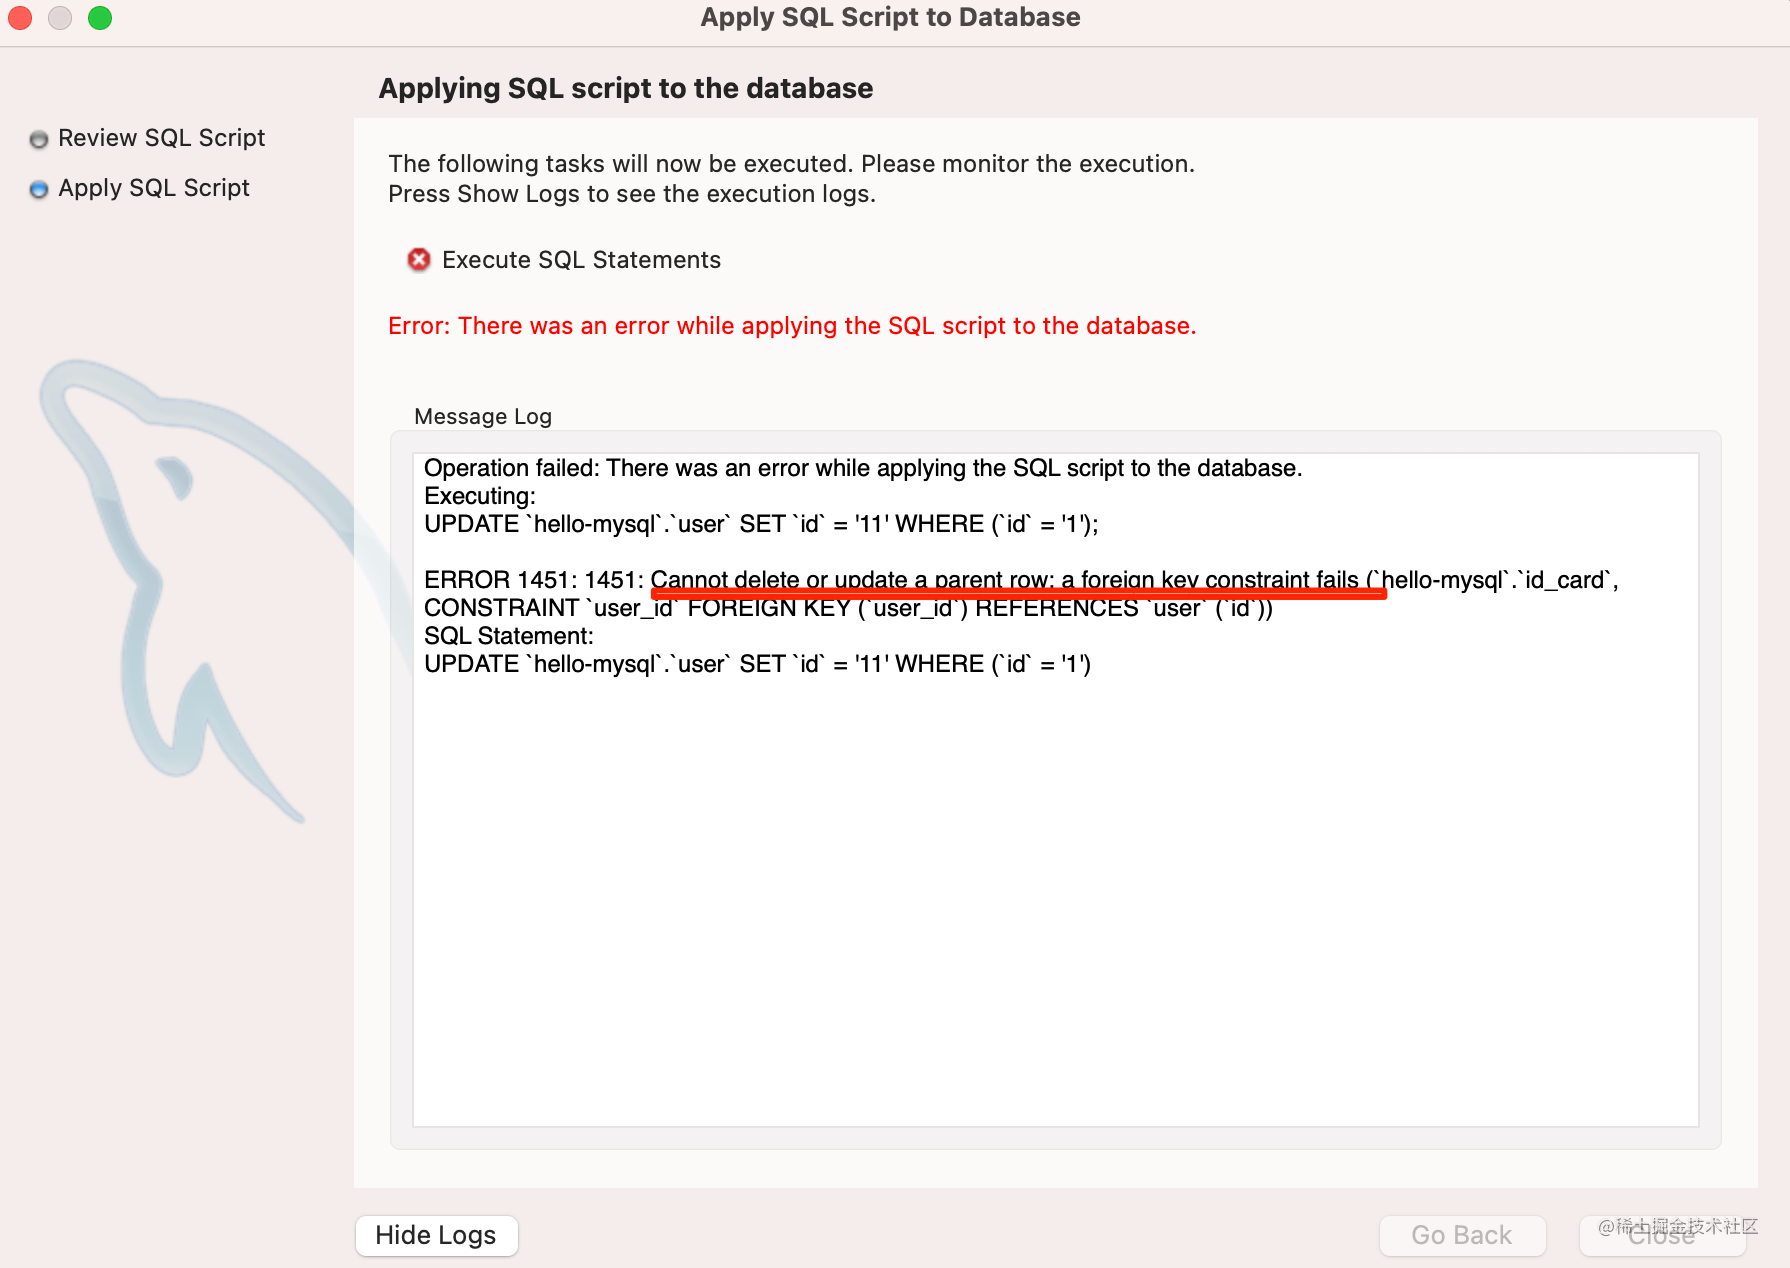 Apply SQL Script to Database
Applying SQL script to the database
Review SQL Script
Apply SQL Script
The following tasks will now be executed. Please monitor the execution.
Press Show Logs to see the execution logs.
Execute SQL Statements
Error: There was an error while applying the SQL script to the database.
Message Log
Operation failed: There was an error while applying the SQL script to the database.
Executing:
UPDATE `hello-mysql`.`user` SET `id` = '11' WHERE (`id` = '1');
ERROR 1451: 1451: Cannot delete or update a parent row: a foreign key constraint fails (`hello-mysql`.`id_card`,
CONSTRAINT `user_id` FOREIGN KEY (`user_id`) REFERENCES `user` (`id`))
SQL Statement:
UPDATE `hello-mysql`.`user` SET `id` = '11' WHERE (`id` = '1')
Hide Logs
Go Back
Close
@稀土掘金技术社区